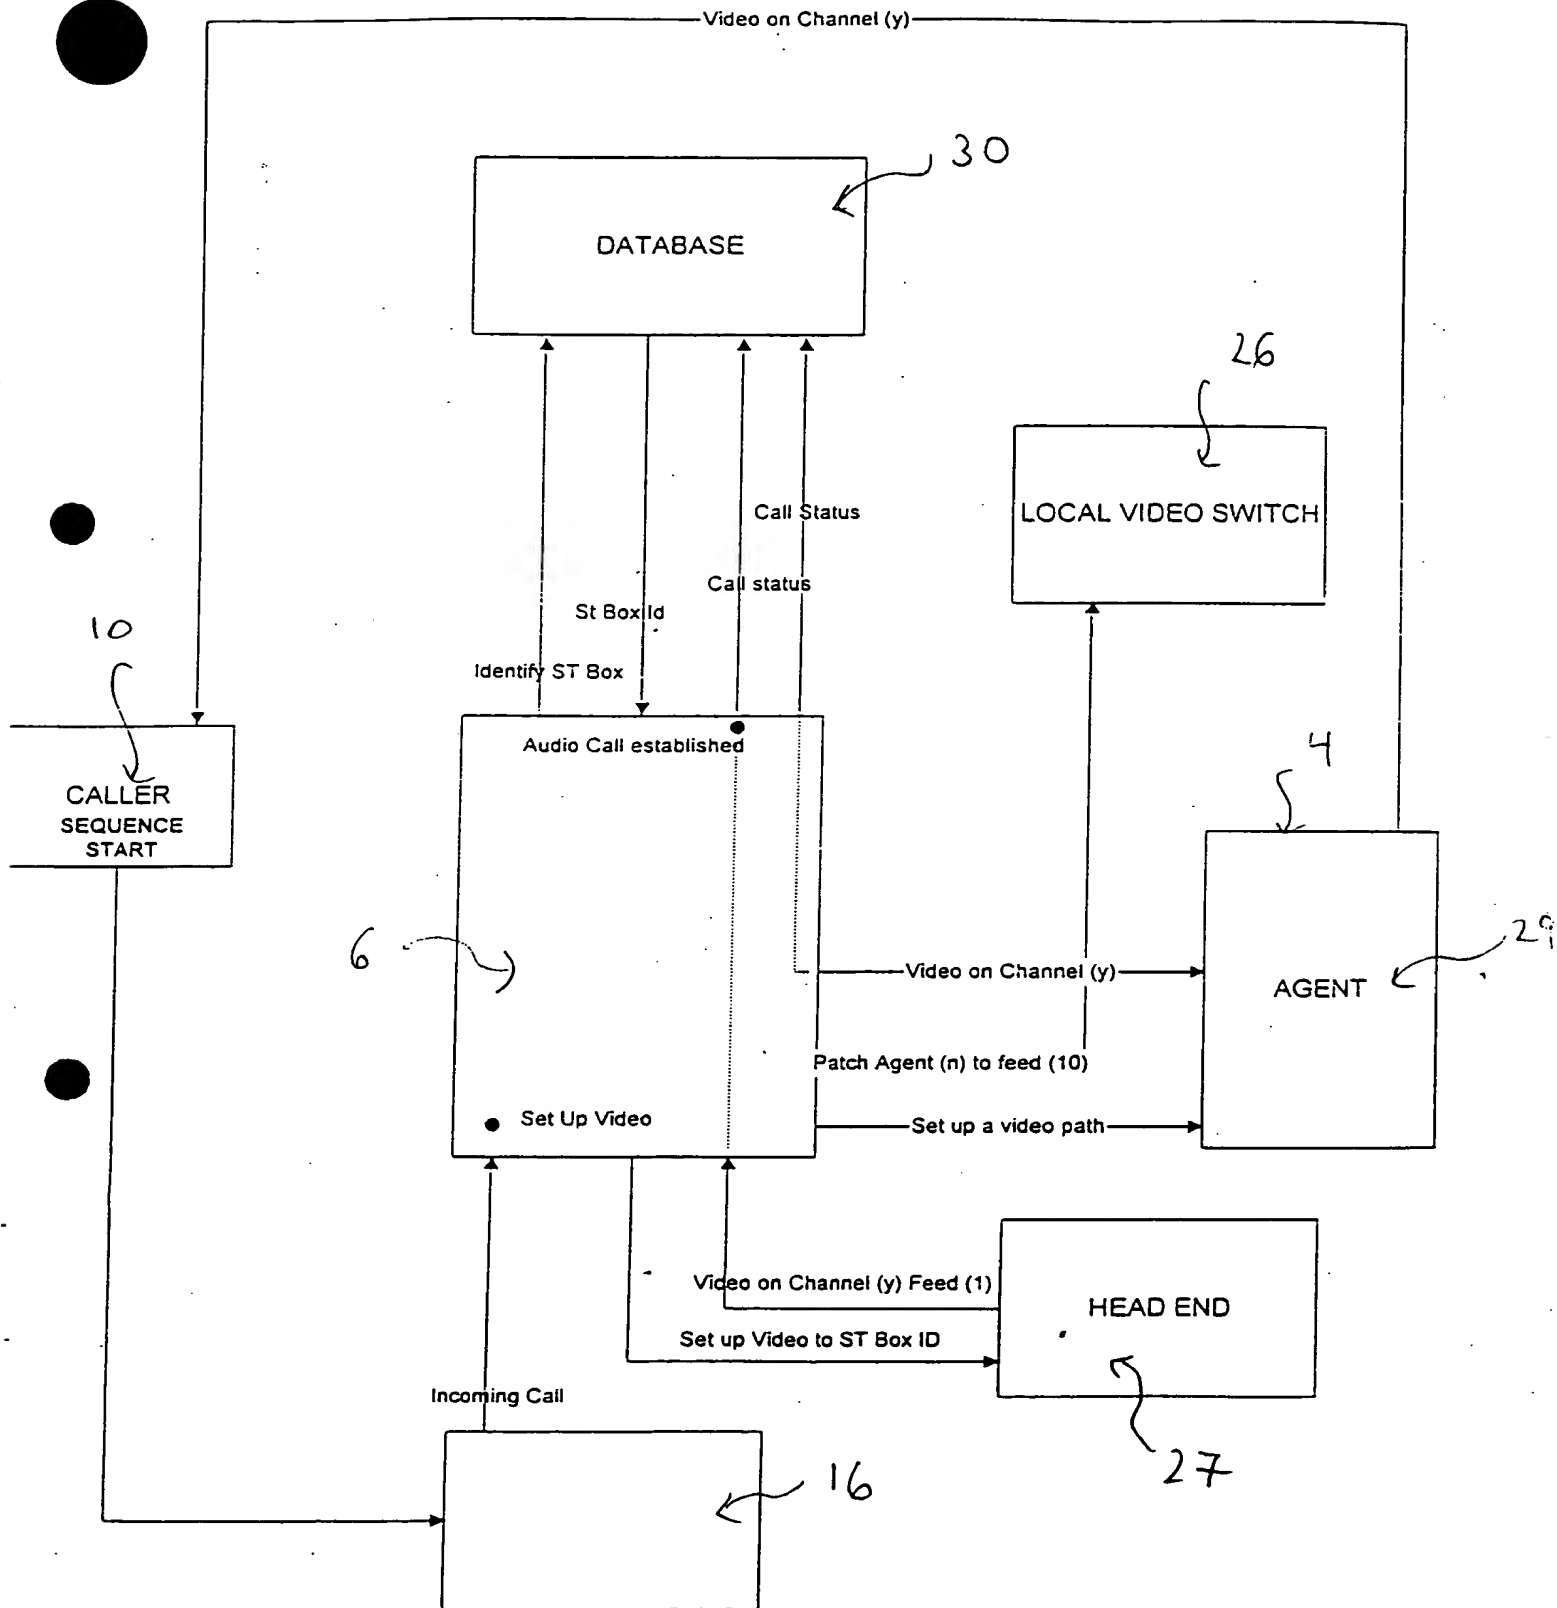 Video on Channel (y)
30
DATABASE
26
LOCAL VIDEO SWITCH
Call Status
Call status
St Box Id
Identify ST Box
10
Audio Call established
4
CALLER
SEQUENCE
START
6
29
Video on Channel (y)
AGENT
Patch Agent (n) to feed (10)
Set Up Video
Set up a video path
Video on Channel (y) Feed (1)
HEAD END
Set up Video to ST Box ID
Incoming Call
16
27